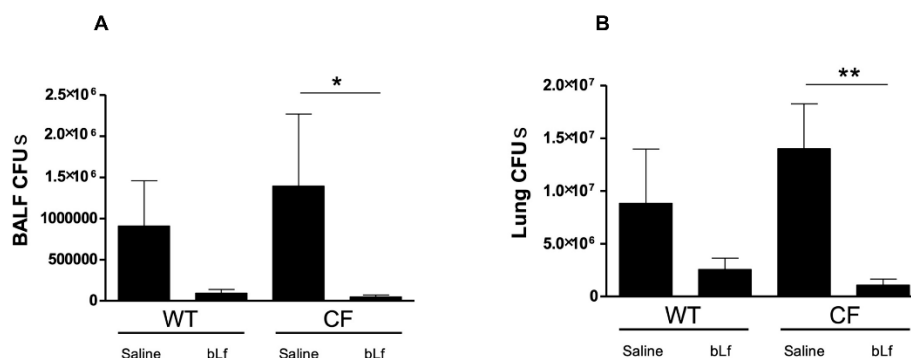 A
BALF CFUs
2.5×10⁶
2.0×10⁶
1.5×10⁶
1000000
500000
0
*
WT
CF
Saline
bLf
Saline
bLf
B
Lung CFUs
2.0×10⁷
1.5×10⁷
1.0×10⁷
5.0×10⁶
0
**
WT
CF
Saline
bLf
Saline
bLf